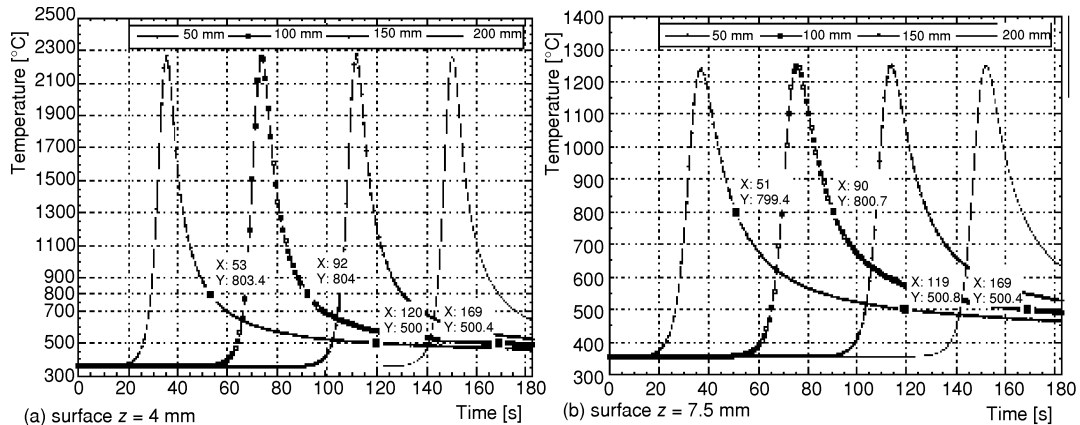 2500
2300
2100
1900
1700
1500
1300
1100
900
800
700
500
300
Temperature [°C]
50 mm 100 mm 150 mm 200 mm
X: 53
Y: 803.4
X: 92
Y: 804
X: 120
Y: 500
X: 169
Y: 500.4
0 20 40 60 80 100 120 140 160 180
Time [s]
(a) surface z = 4 mm
1400
1300
1200
1100
1000
900
800
700
600
500
400
300
Temperature [°C]
50 mm 100 mm 150 mm 200 mm
X: 51
Y: 799.4
X: 90
Y: 800.7
X: 119
Y: 500.8
X: 169
Y: 500.4
0 20 40 60 80 100 120 140 160 180
Time [s]
(b) surface z = 7.5 mm